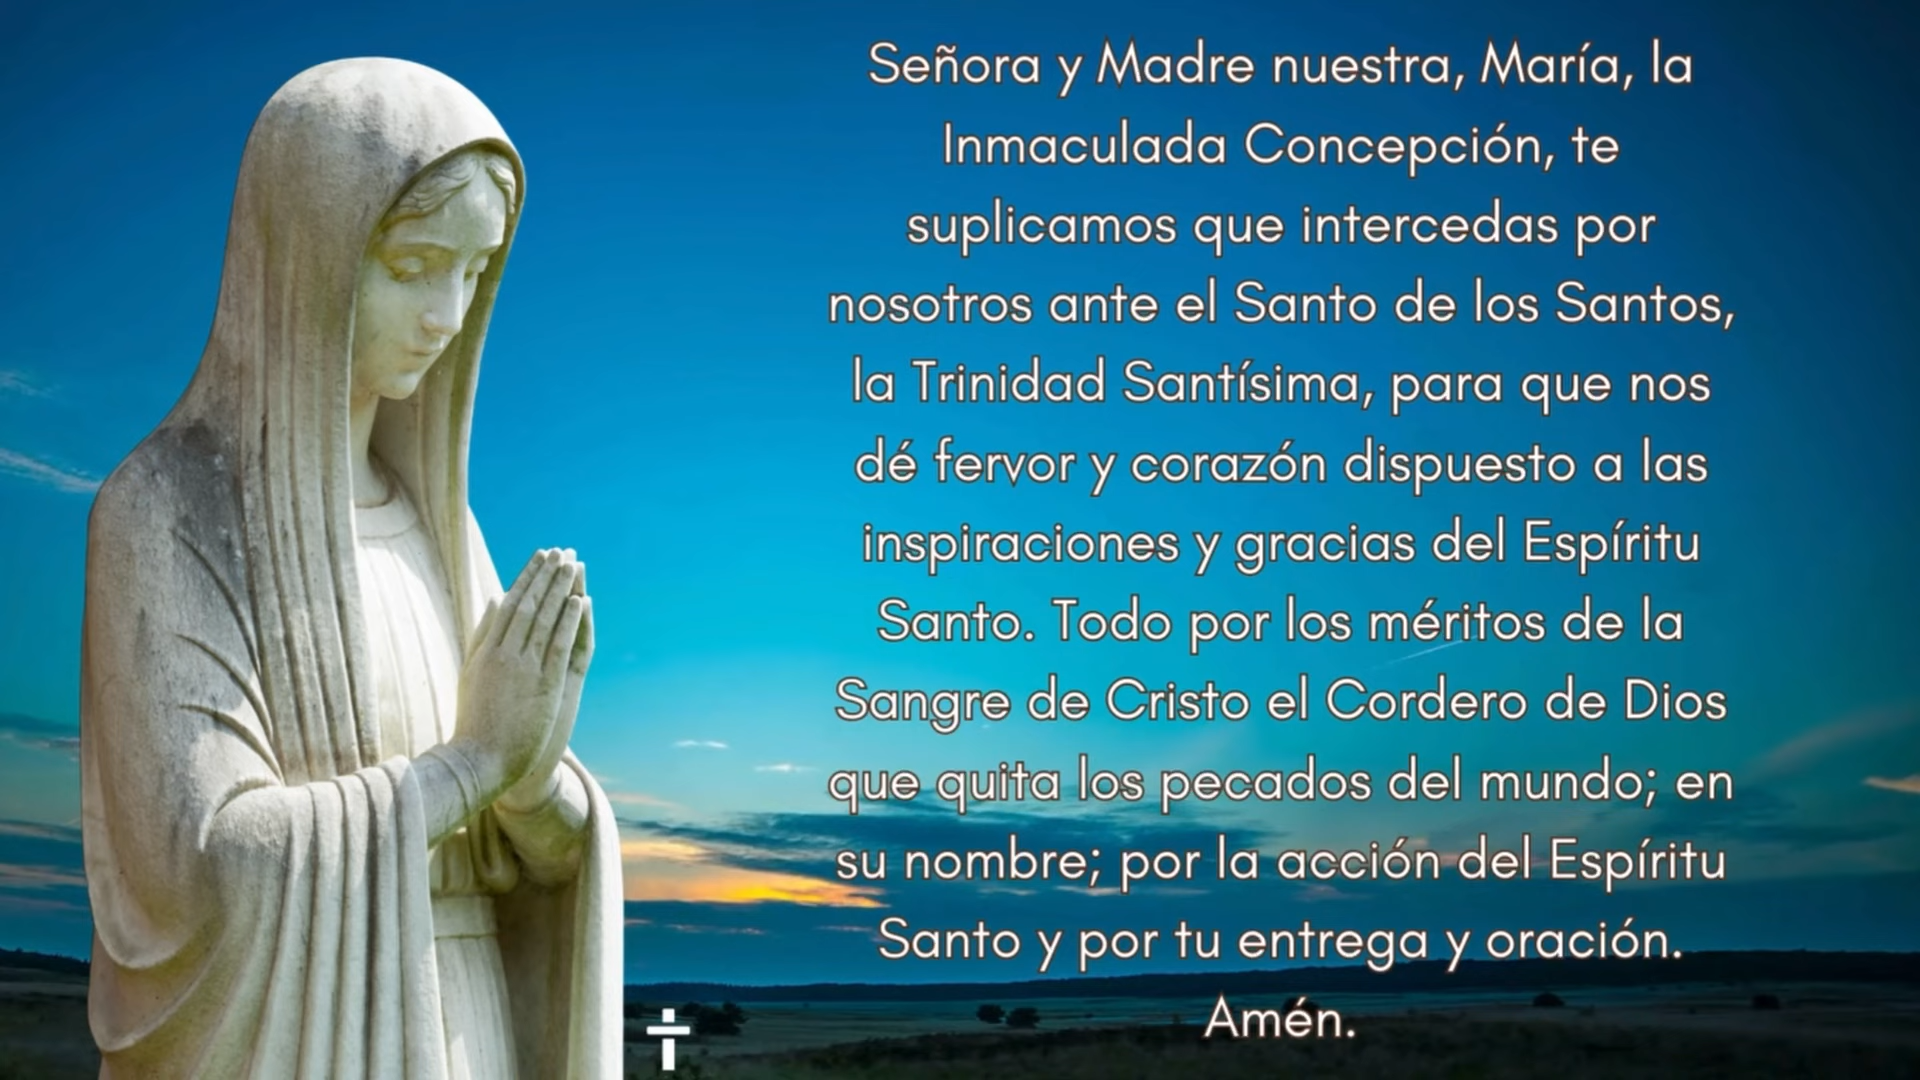 Señora y Madre nuestra, María, la
Inmaculada Concepción, te
suplicamos que intercedas por
nosotros ante el Santo de los Santos,
la Trinidad Santísima, para que nos
dé fervor y corazón dispuesto a las
inspiraciones y gracias del Espíritu
Santo. Todo por los méritos de la
Sangre de Cristo el Cordero de Dios
que quita los pecados del mundo; en
su nombre; por la acción del Espíritu
Santo y por tu entrega y oración.
Amén.